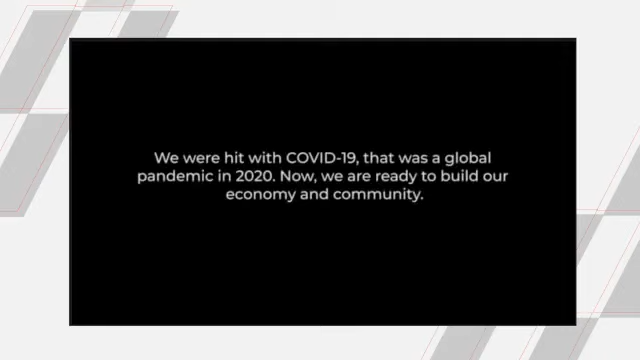 We were hit with COVID-19, that was a global
pandemic in 2020. Now, we are ready to build our
economy and community.